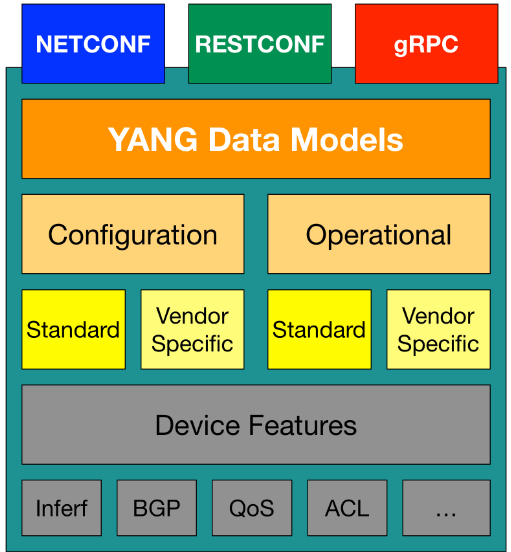 NETCONF
RESTCONF
gRPC
YANG Data Models
Configuration
Operational
Standard
Vendor
Specific
Standard
Vendor
Specific
Device Features
Inferf
BGP
QoS
ACL
...